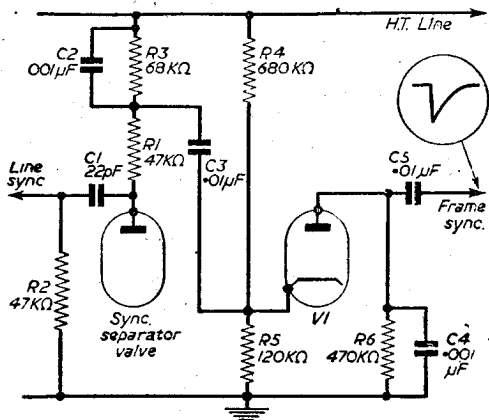 H.T. Line
C2
·001μF
R3
68KΩ
R4
680KΩ
R1
47KΩ
C1
22pF
Line
sync
C3
·01μF
C5
·01μF
Frame
sync.
R2
47KΩ
Sync.
separator
valve
V1
R5
120KΩ
R6
470KΩ
C4
·001
μF